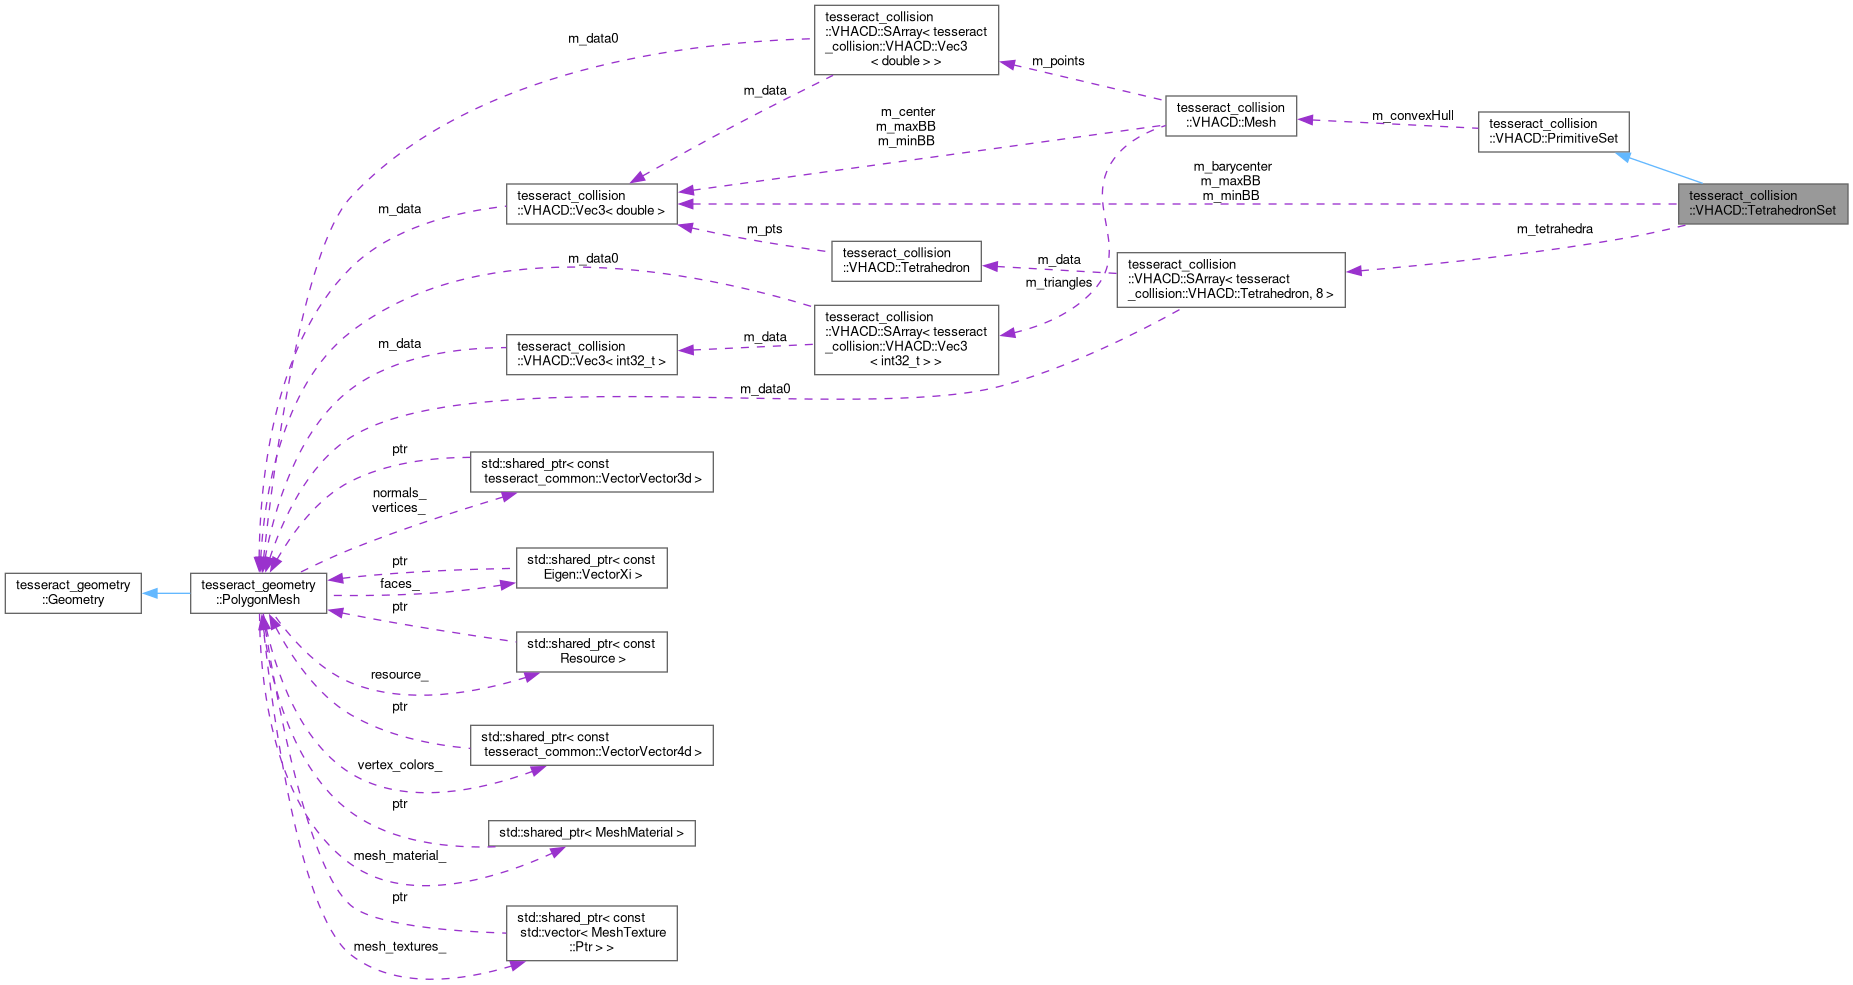 tesseract_collision
::VHACD::SArray< tesseract
_collision::VHACD::Vec3
< double > >
m_data0
m_points
m_data
tesseract_collision
::VHACD::Mesh
m_center
m_maxBB
m_minBB
m_convexHull
tesseract_collision
::VHACD::PrimitiveSet
m_barycenter
m_maxBB
m_minBB
tesseract_collision
::VHACD::TetrahedronSet
tesseract_collision
::VHACD::Vec3< double >
m_data
m_pts
m_tetrahedra
tesseract_collision
::VHACD::Tetrahedron
m_data
tesseract_collision
::VHACD::SArray< tesseract
_collision::VHACD::Tetrahedron, 8 >
m_data0
m_triangles
tesseract_collision
::VHACD::SArray< tesseract
_collision::VHACD::Vec3
< int32_t > >
m_data
m_data
tesseract_collision
::VHACD::Vec3< int32_t >
m_data0
ptr
std::shared_ptr< const
tesseract_common::VectorVector3d >
normals_
vertices_
ptr
std::shared_ptr< const
Eigen::VectorXi >
faces_
tesseract_geometry
::Geometry
tesseract_geometry
::PolygonMesh
ptr
std::shared_ptr< const
Resource >
resource_
ptr
std::shared_ptr< const
tesseract_common::VectorVector4d >
vertex_colors_
ptr
std::shared_ptr< MeshMaterial >
mesh_material_
ptr
std::shared_ptr< const
std::vector< MeshTexture
::Ptr > >
mesh_textures_